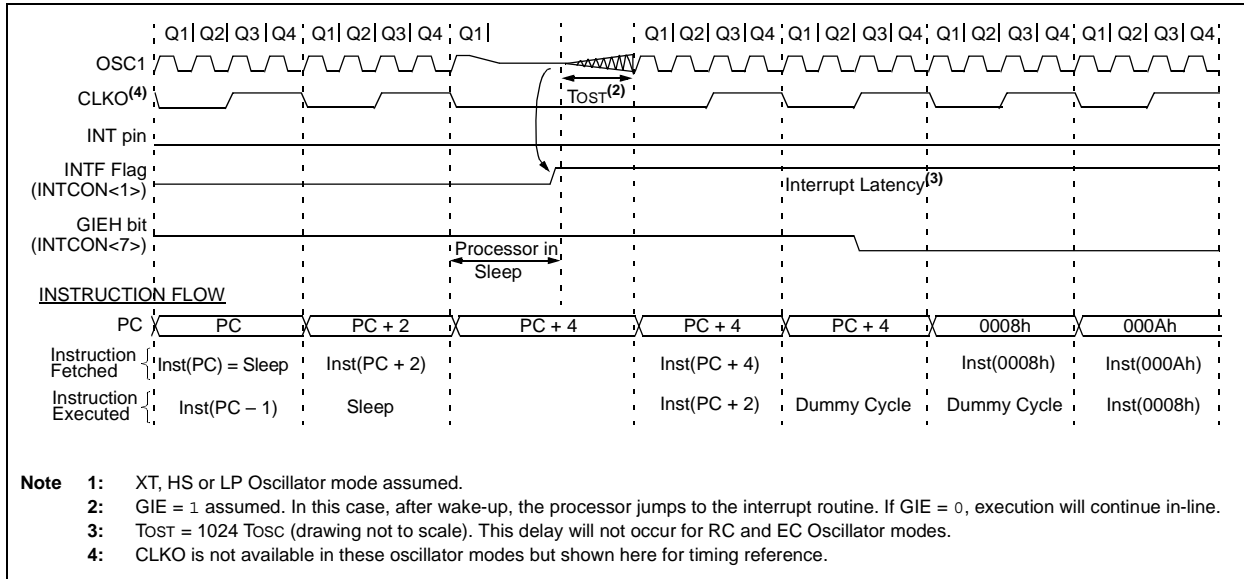 Q1 Q2 Q3 Q4 Q1 Q2 Q3 Q4 Q1 Q1 Q2 Q3 Q4 Q1 Q2 Q3 Q4 Q1 Q2 Q3 Q4 Q1 Q2 Q3 Q4
OSC1
TOST(2)
CLKO(4)
INT pin
INTF Flag
(INTCON<1>)
Interrupt Latency(3)
GIEH bit
(INTCON<7>)
Processor in
Sleep
INSTRUCTION FLOW
PC PC PC + 2 PC + 4 PC + 4 PC + 4 0008h 000Ah
Instruction
Fetched
Inst(PC) = Sleep Inst(PC + 2) Inst(PC + 4) Inst(0008h) Inst(000Ah)
Instruction
Executed
Inst(PC – 1) Sleep Inst(PC + 2) Dummy Cycle Dummy Cycle Inst(0008h)
Note 1: XT, HS or LP Oscillator mode assumed.
2: GIE = 1 assumed. In this case, after wake-up, the processor jumps to the interrupt routine. If GIE = 0, execution will continue in-line.
3: TOST = 1024 TOSC (drawing not to scale). This delay will not occur for RC and EC Oscillator modes.
4: CLKO is not available in these oscillator modes but shown here for timing reference.